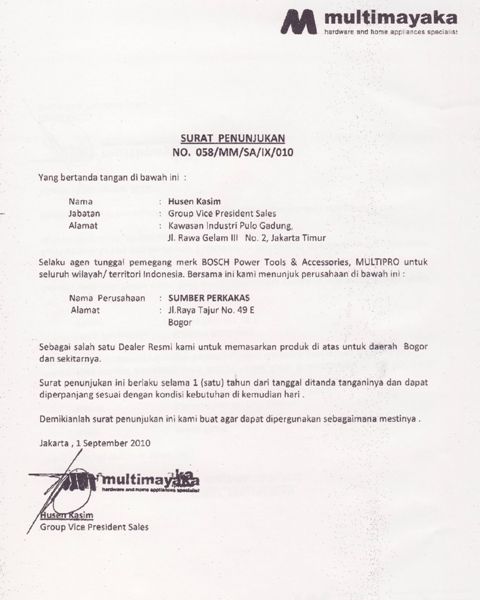 multimayaka
hardware and home appliances specialist
SURAT PENUNJUKAN
NO. 058/MM/SA/IX/010
Yang bertanda tangan di bawah ini :
Nama : Husen Kasim
Jabatan : Group Vice President Sales
Alamat : Kawasan Industri Pulo Gadung,
Jl. Rawa Gelam III No. 2, Jakarta Timur
Selaku agen tunggal pemegang merk BOSCH Power Tools & Accessories, MULTIPRO untuk
seluruh wilayah/ territori Indonesia. Bersama ini kami menunjuk perusahaan di bawah ini :
Nama Perusahaan : SUMBER PERKAKAS
Alamat : Jl.Raya Tajur No. 49 E
Bogor
Sebagai salah satu Dealer Resmi kami untuk memasarkan produk di atas untuk daerah Bogor
dan sekitarnya.
Surat penunjukan ini berlaku selama 1 (satu) tahun dari tanggal ditanda tanganinya dan dapat
diperpanjang sesuai dengan kondisi kebutuhan di kemudian hari .
Demikianlah surat penunjukan ini kami buat agar dapat dipergunakan sebagaimana mestinya .
Jakarta , 1 September 2010
multimayaka
hardware and home appliances specialist
Husen Kasim
Group Vice President Sales